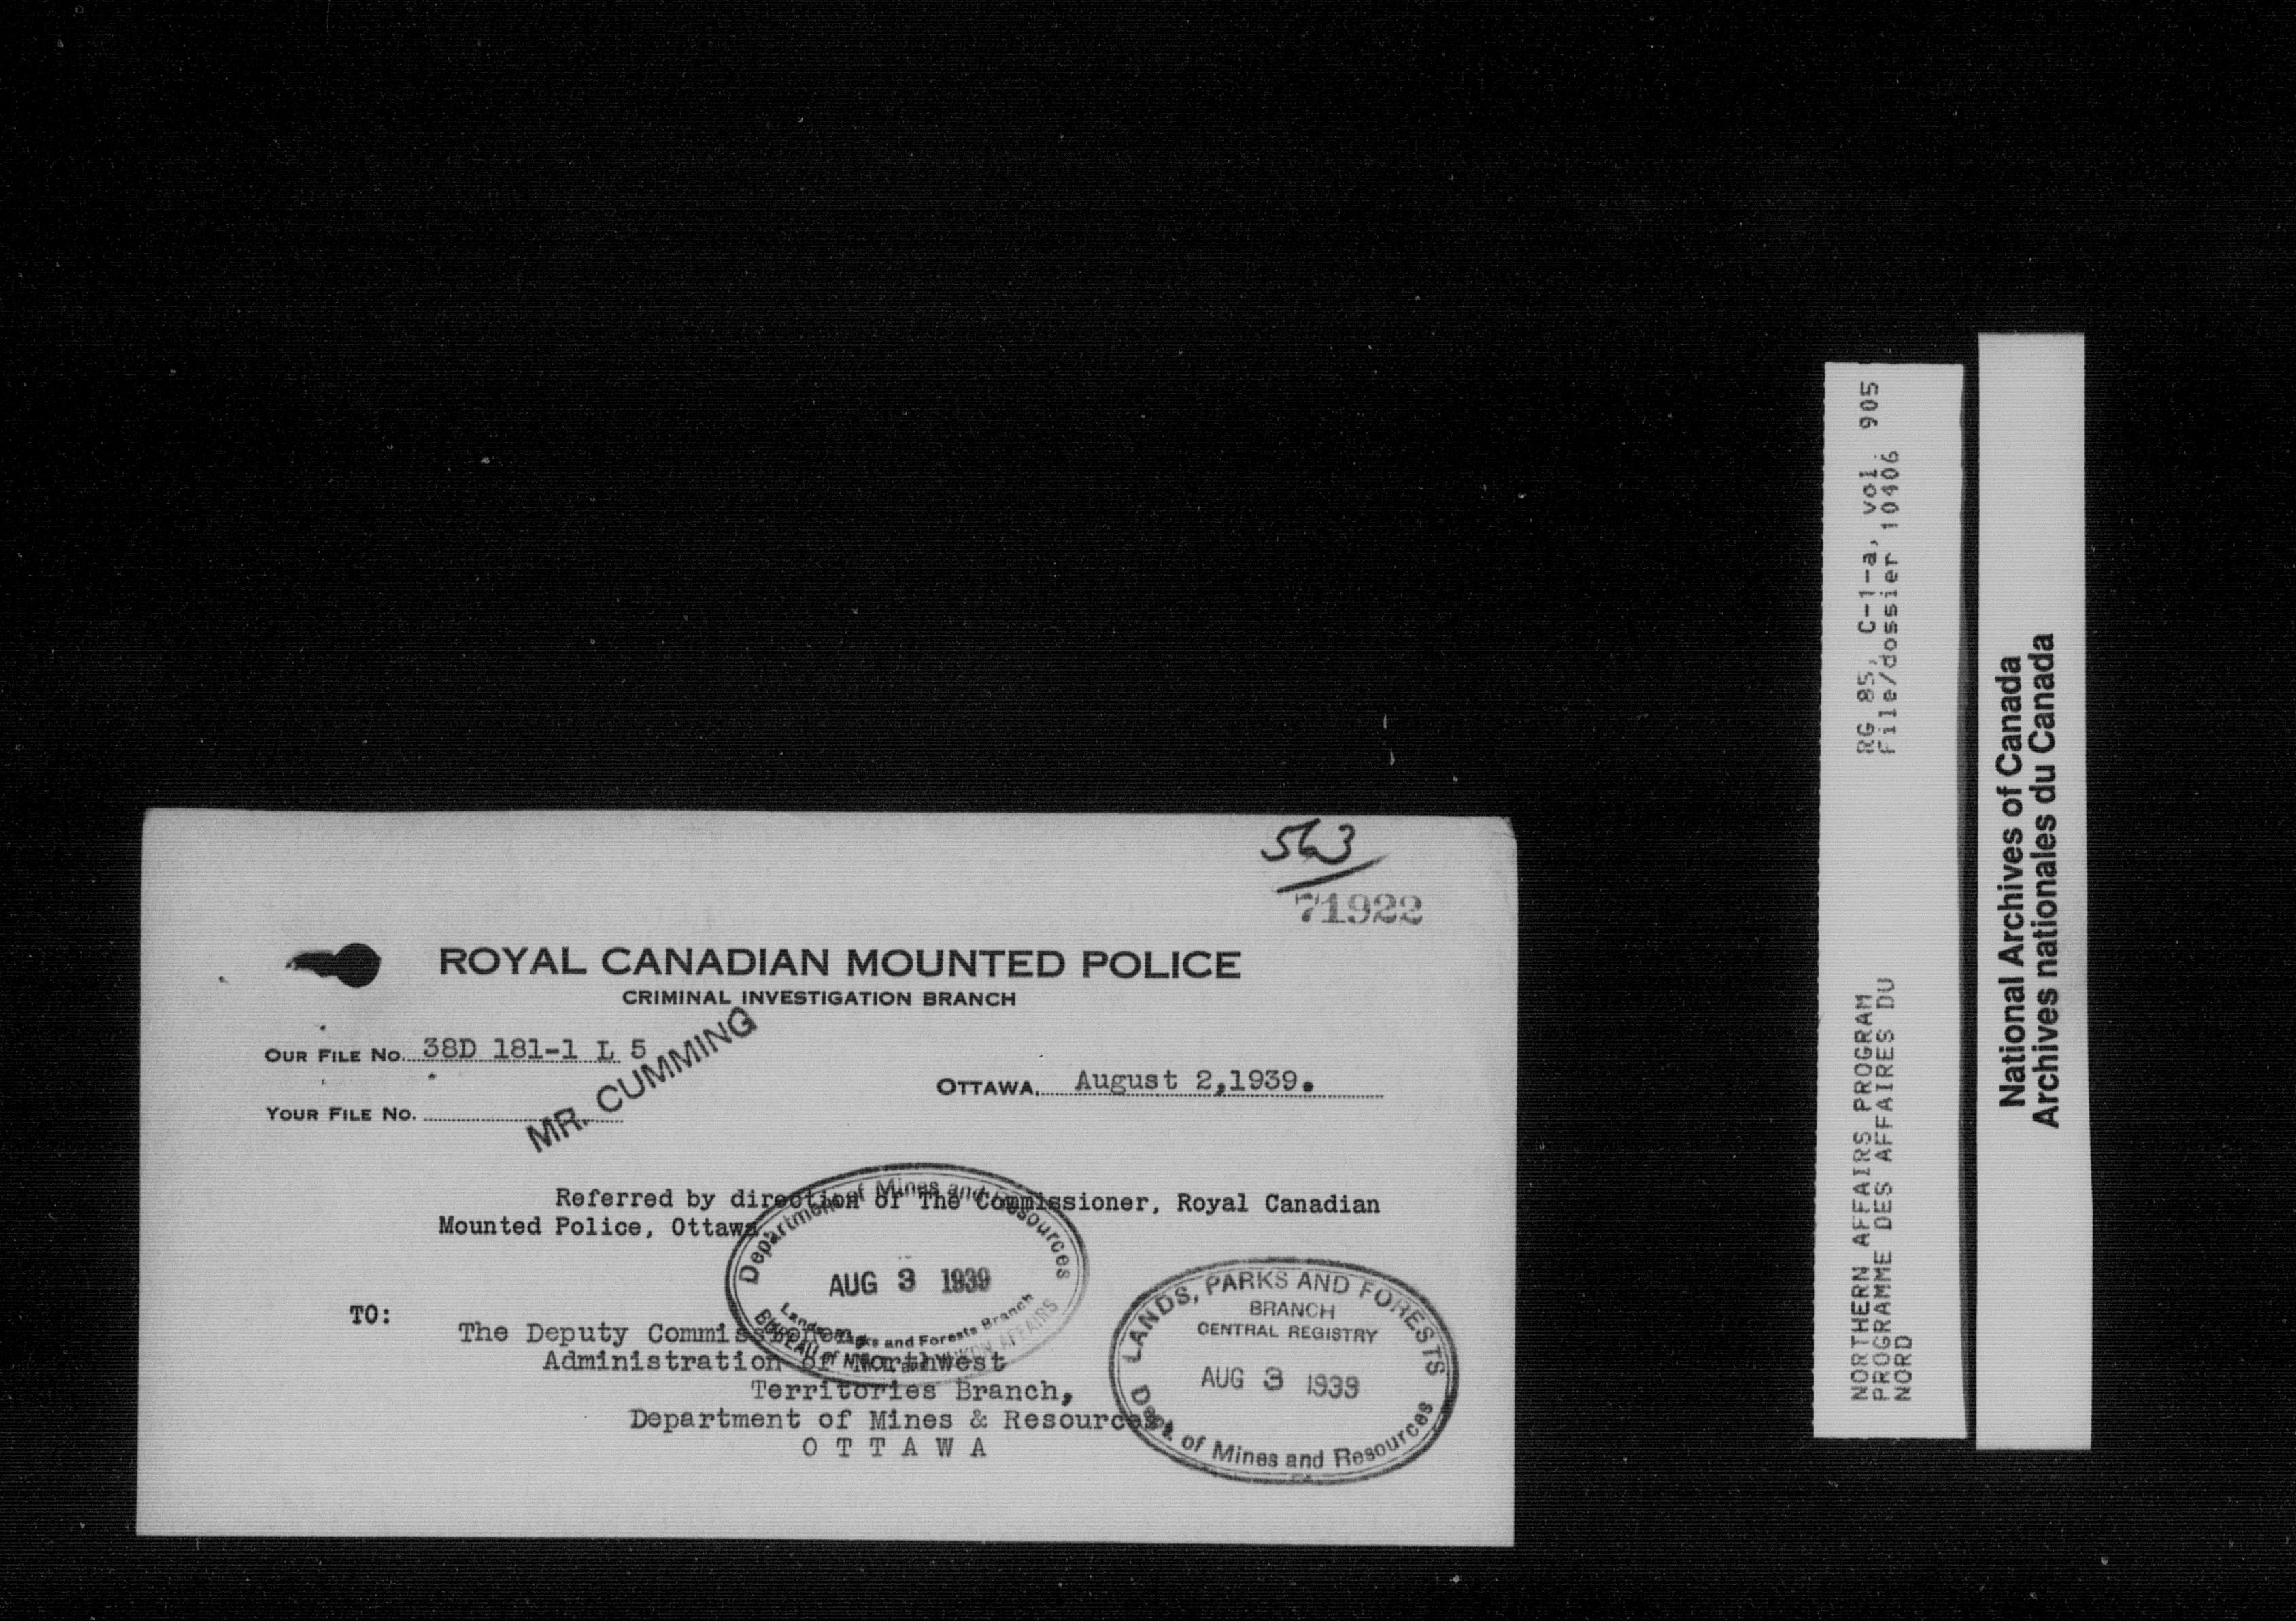 563
71922
ROYAL CANADIAN MOUNTED POLICE
CRIMINAL INVESTIGATION BRANCH
OUR FILE NO. 38D 181-1 L 5
MR. CUMMING
OTTAWA, August 2,1939.
YOUR FILE NO.
Referred by direction of The Commissioner, Royal Canadian
Mounted Police, Ottawa.
Department of Mines and Resources
AUG 3 1939
Lands, Parks and Forests Branch
BUREAU of N.W.T. and YUKON AFFAIRS
TO:
The Deputy Commissioner,
Administration of Northwest
Territories Branch,
Department of Mines & Resources
O T T A W A
LANDS, PARKS AND FORESTS
BRANCH
CENTRAL REGISTRY
AUG 3 1939
Dept. of Mines and Resources
NORTHERN AFFAIRS PROGRAM
PROGRAMME DES AFFAIRES DU
NORD
RG 85, C-1-a, vol. 905
File/dossier 10406
National Archives of Canada
Archives nationales du Canada